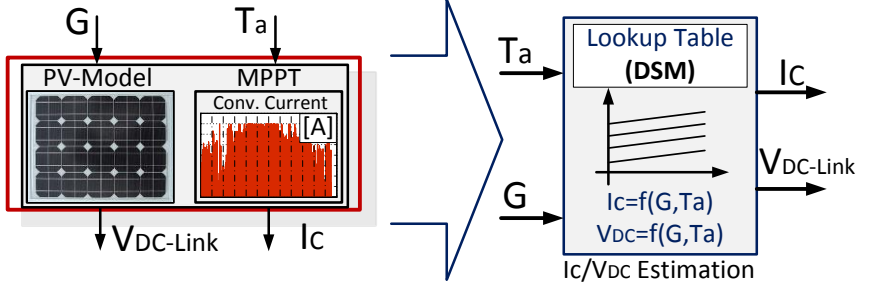 G
Ta
PV-Model
MPPT
Conv. Current
[A]
VDC-Link
IC
Ta
G
Lookup Table
(DSM)
IC=f(G,Ta)
VDC=f(G,Ta)
IC
VDC-Link
IC/VDC Estimation